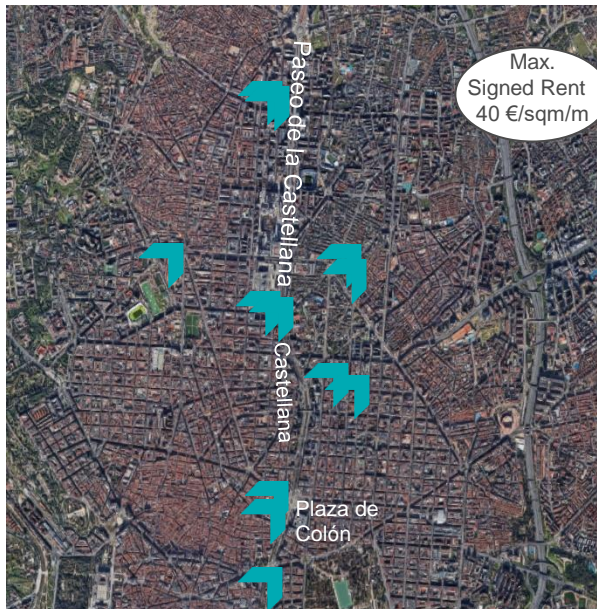 Paseo de la Castellana
Max.
Signed Rent
40 €/sqm/m
Castellana
Plaza de
Colón